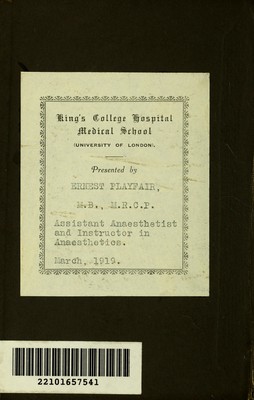 King's College Hospital
Medical School
(UNIVERSITY OF LONDON).
Presented by
ERNEST PLAYFAIR,
M.B., M.R.C.P.
Assistant Anaesthetist
and Instructor in
Anaesthetics.
March, 1919.
22101657541